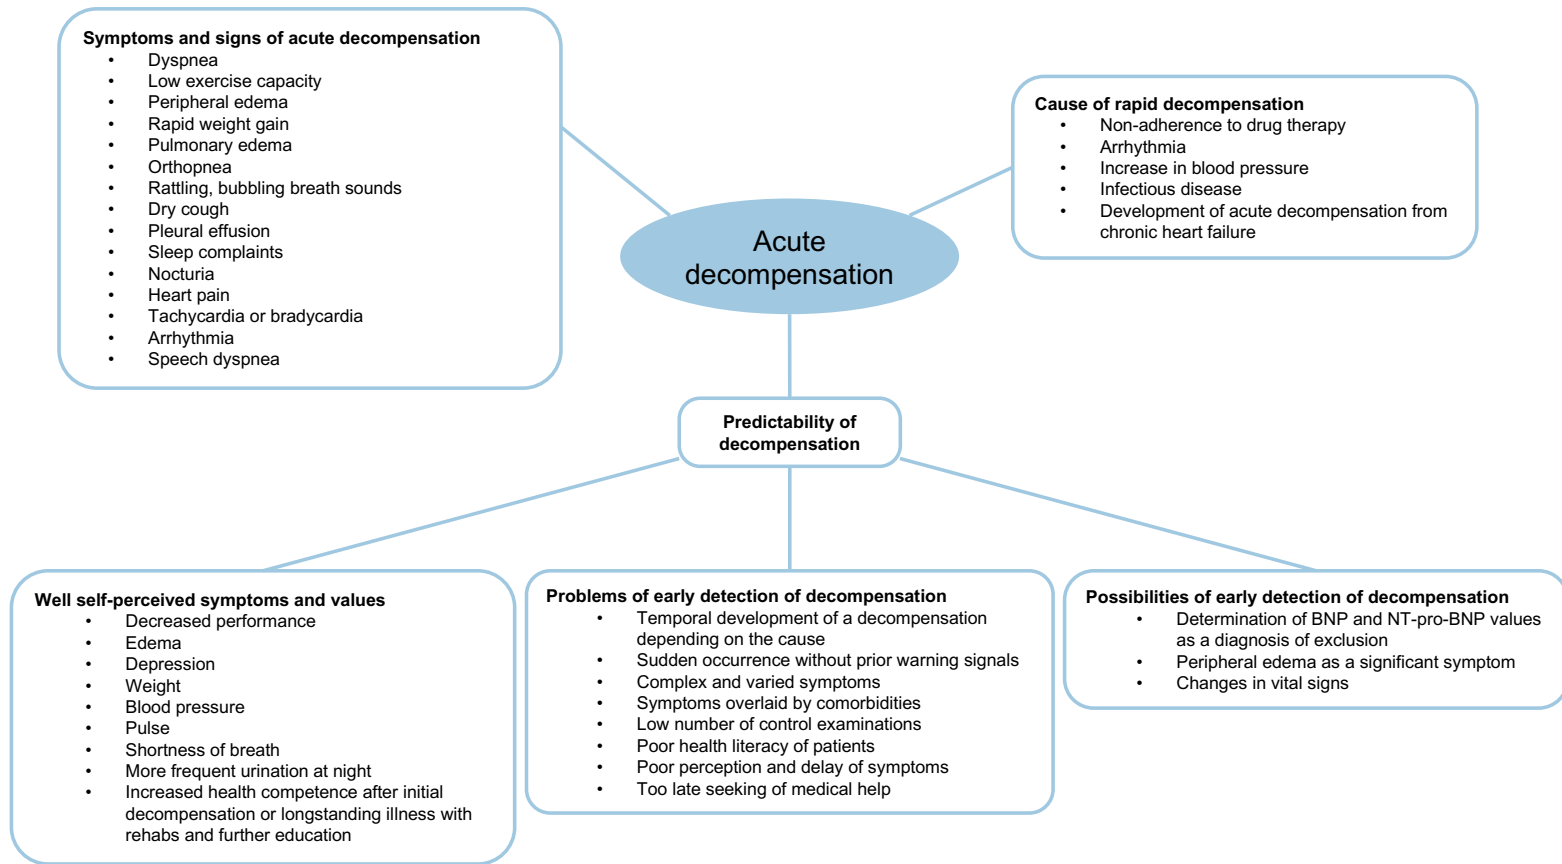 Symptoms and signs of acute decompensation
• Dyspnea
• Low exercise capacity
• Peripheral edema
• Rapid weight gain
• Pulmonary edema
• Orthopnea
• Rattling, bubbling breath sounds
• Dry cough
• Pleural effusion
• Sleep complaints
• Nocturia
• Heart pain
• Tachycardia or bradycardia
• Arrhythmia
• Speech dyspnea
Cause of rapid decompensation
• Non-adherence to drug therapy
• Arrhythmia
• Increase in blood pressure
• Infectious disease
• Development of acute decompensation from
chronic heart failure
Acute
decompensation
Predictability of
decompensation
Well self-perceived symptoms and values
• Decreased performance
• Edema
• Depression
• Weight
• Blood pressure
• Pulse
• Shortness of breath
• More frequent urination at night
• Increased health competence after initial
decompensation or longstanding illness with
rehabs and further education
Problems of early detection of decompensation
• Temporal development of a decompensation
depending on the cause
• Sudden occurrence without prior warning signals
• Complex and varied symptoms
• Symptoms overlaid by comorbidities
• Low number of control examinations
• Poor health literacy of patients
• Poor perception and delay of symptoms
• Too late seeking of medical help
Possibilities of early detection of decompensation
• Determination of BNP and NT-pro-BNP values
as a diagnosis of exclusion
• Peripheral edema as a significant symptom
• Changes in vital signs